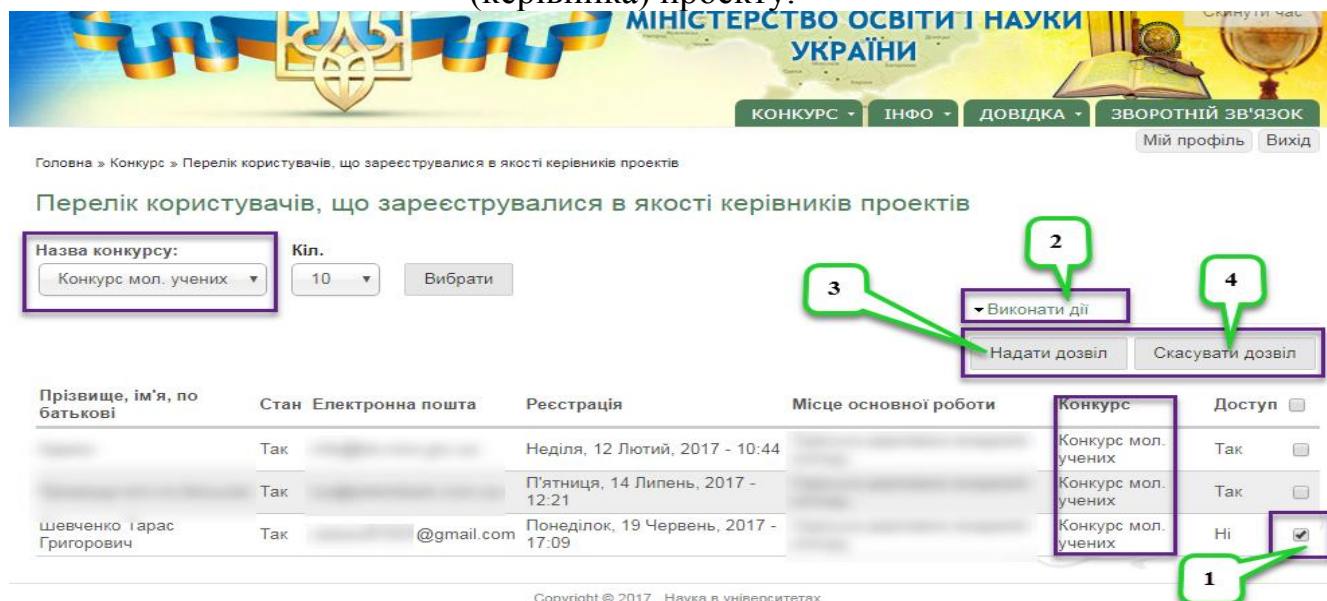 (керівника) проєкту.
МІНІСТЕРСТВО ОСВІТИ І НАУКИ
УКРАЇНИ
Скинути час
КОНКУРС ІНФО ДОВІДКА ЗВОРОТНІЙ ЗВ'ЯЗОК
Мій профіль Вихід
Головна » Конкурс » Перелік користувачів, що зареєструвалися в якості керівників проектів
Перелік користувачів, що зареєструвалися в якості керівників проектів
Назва конкурсу: Кіл.
Конкурс мол. учених 10 Вибрати
2
3
4
Виконати дії
Надати дозвіл Скасувати дозвіл
Прізвище, ім'я, по батькові Стан Електронна пошта Реєстрація Місце основної роботи Конкурс Доступ
Так Неділя, 12 Лютий, 2017 - 10:44 Конкурс мол. учених Так
Так П'ятниця, 14 Липень, 2017 - 12:21 Конкурс мол. учених Так
Шевченко Тарас Григорович Так @gmail.com Понеділок, 19 Червень, 2017 - 17:09 Конкурс мол. учених Ні
1
Copyright © 2017 Наука в університетах